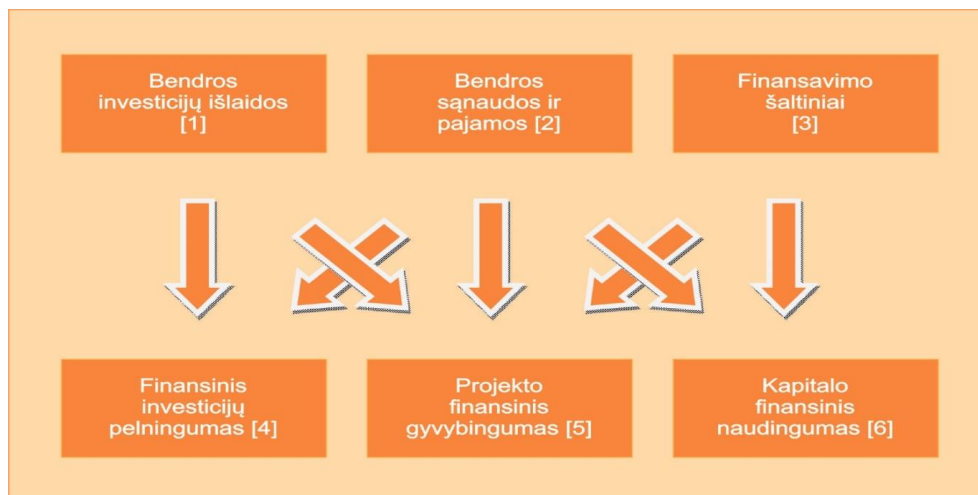 Bendros
investicijų išlaidos
[1]
Bendros
sąnaudos ir
pajamos [2]
Finansavimo
šaltiniai
[3]
Finansinis
investicijų
pelningumas [4]
Projekto
finansinis
gyvybingumas [5]
Kapitalo
finansinis
naudingumas [6]